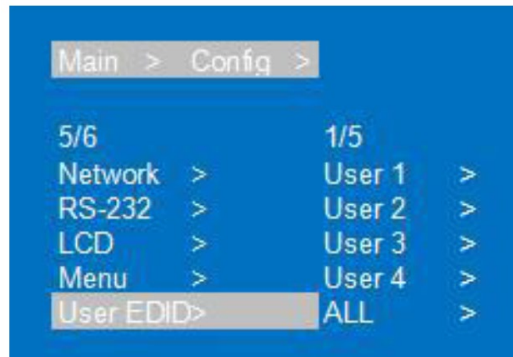 Main > Config >
5/6 1/5
Network > User 1 >
RS-232 > User 2 >
LCD > User 3 >
Menu > User 4 >
User EDID> ALL >